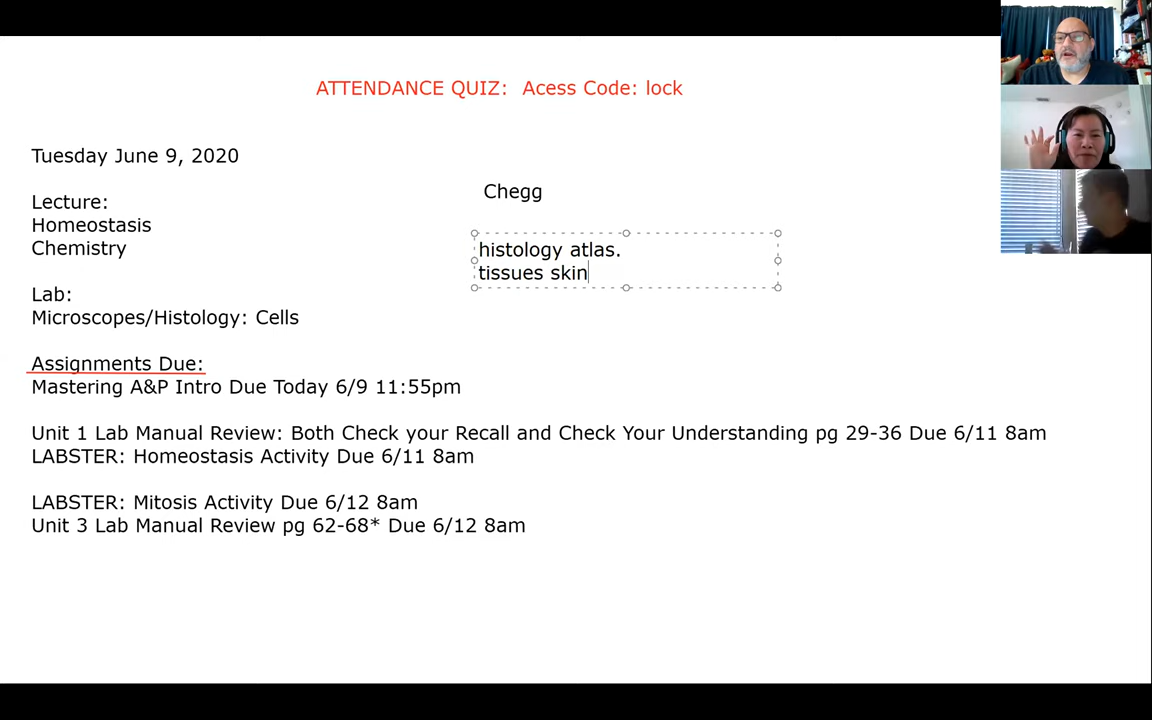 ATTENDANCE QUIZ: Acess Code: lock
Tuesday June 9, 2020
Chegg
Lecture:
Homeostasis
Chemistry
histology atlas.
tissues skin
Lab:
Microscopes/Histology: Cells
Assignments Due:
Mastering A&P Intro Due Today 6/9 11:55pm
Unit 1 Lab Manual Review: Both Check your Recall and Check Your Understanding pg 29-36 Due 6/11 8am
LABSTER: Homeostasis Activity Due 6/11 8am
LABSTER: Mitosis Activity Due 6/12 8am
Unit 3 Lab Manual Review pg 62-68* Due 6/12 8am